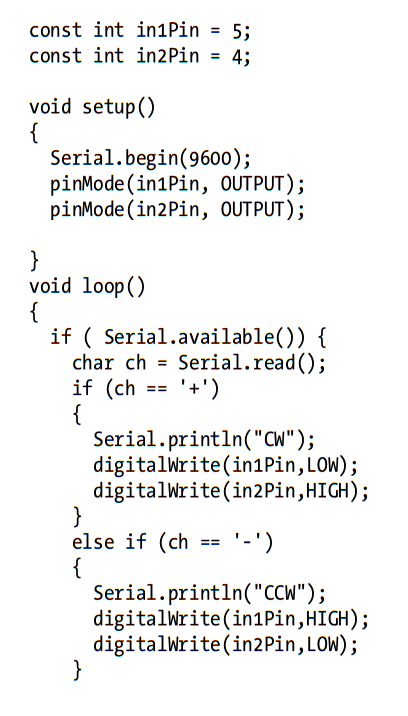 const int in1Pin = 5;
const int in2Pin = 4;
void setup()
{
Serial.begin(9600);
pinMode(in1Pin, OUTPUT);
pinMode(in2Pin, OUTPUT);
}
void loop()
{
if ( Serial.available()) {
char ch = Serial.read();
if (ch == '+')
{
Serial.println("CW");
digitalWrite(in1Pin,LOW);
digitalWrite(in2Pin,HIGH);
}
else if (ch == '-')
{
Serial.println("CCW");
digitalWrite(in1Pin,HIGH);
digitalWrite(in2Pin,LOW);
}